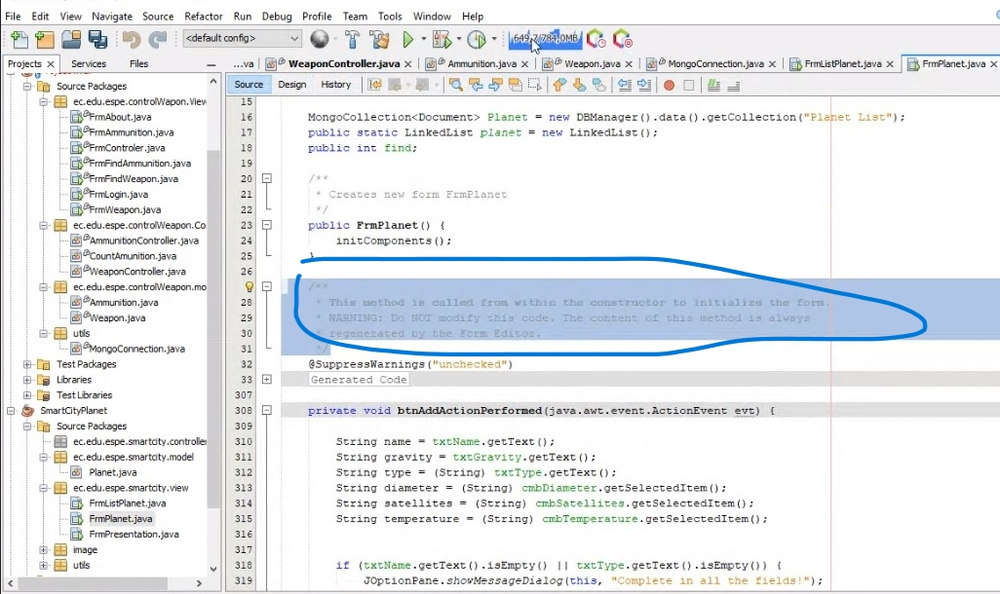 File Edit View Navigate Source Refactor Run Debug Profile Team Tools Window Help
<default config>
649,7/784,0MB
Projects Services Files
...va WeaponController.java Ammunition.java Weapon.java MongoConnection.java FrmListPlanet.java FrmPlanet.java
Source Design History
Source Packages
ec.edu.espe.controlWapon.View
FrmAbout.java
FrmAmmunition.java
FrmControler.java
FrmFindAmmunition.java
FrmFindWeapon.java
FrmLogin.java
FrmWeapon.java
ec.edu.espe.controlWeapon.Co
AmmunitionController.java
CountAmunition.java
WeaponController.java
ec.edu.espe.controlWeapon.mo
Ammunition.java
Weapon.java
utils
MongoConnection.java
Test Packages
Libraries
Test Libraries
SmartCityPlanet
Source Packages
ec.edu.espe.smartcity.controller
ec.edu.espe.smartcity.model
Planet.java
ec.edu.espe.smartcity.view
FrmListPlanet.java
FrmPlanet.java
FrmPresentation.java
image
utils
15
16 MongoCollection<Document> Planet = new DBManager().data().getCollection("Planet List");
17 public static LinkedList planet = new LinkedList();
18 public int find;
19
20 /**
21 * Creates new form FrmPlanet
22 */
23 public FrmPlanet() {
24 initComponents();
25 }
26
/**
28 * This method is called from within the constructor to initialize the form.
29 * WARNING: Do NOT modify this code. The content of this method is always
30 * regenerated by the Form Editor.
31 */
32 @SuppressWarnings("unchecked")
33 Generated Code
307
308 private void btnAddActionPerformed(java.awt.event.ActionEvent evt) {
309
310 String name = txtName.getText();
311 String gravity = txtGravity.getText();
312 String type = (String) txtType.getText();
313 String diameter = (String) cmbDiameter.getSelectedItem();
314 String satellites = (String) cmbSatellites.getSelectedItem();
315 String temperature = (String) cmbTemperature.getSelectedItem();
316
317
318 if (txtName.getText().isEmpty() || txtType.getText().isEmpty()) {
319 JOptionPane.showMessageDialog(this, "Complete in all the fields!");